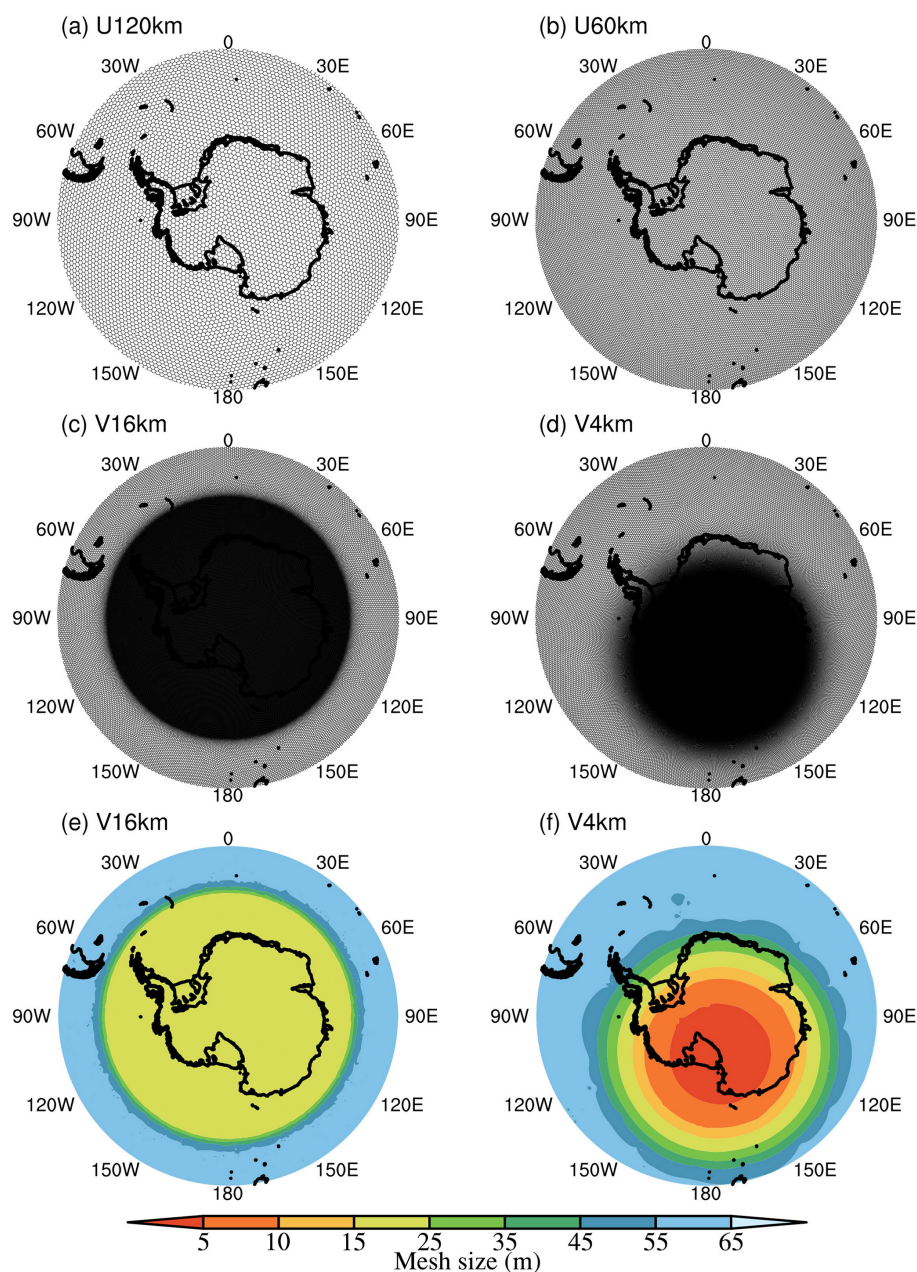 (a) U120km
(b) U60km
0
0
30W
30E
30W
30E
60W
60E
60W
60E
90W
90E
90W
90E
120W
120E
120W
120E
150W
150E
150W
150E
180
180
(c) V16km
(d) V4km
0
0
30W
30E
30W
30E
60W
60E
60W
60E
90W
90E
90W
90E
120W
120E
120W
120E
150W
150E
150W
150E
180
180
(e) V16km
(f) V4km
0
0
30W
30E
30W
30E
60W
60E
60W
60E
90W
90E
90W
90E
120W
120E
120W
120E
150W
150E
150W
150E
180
180
5 10 15 25 35 45 55 65
Mesh size (m)